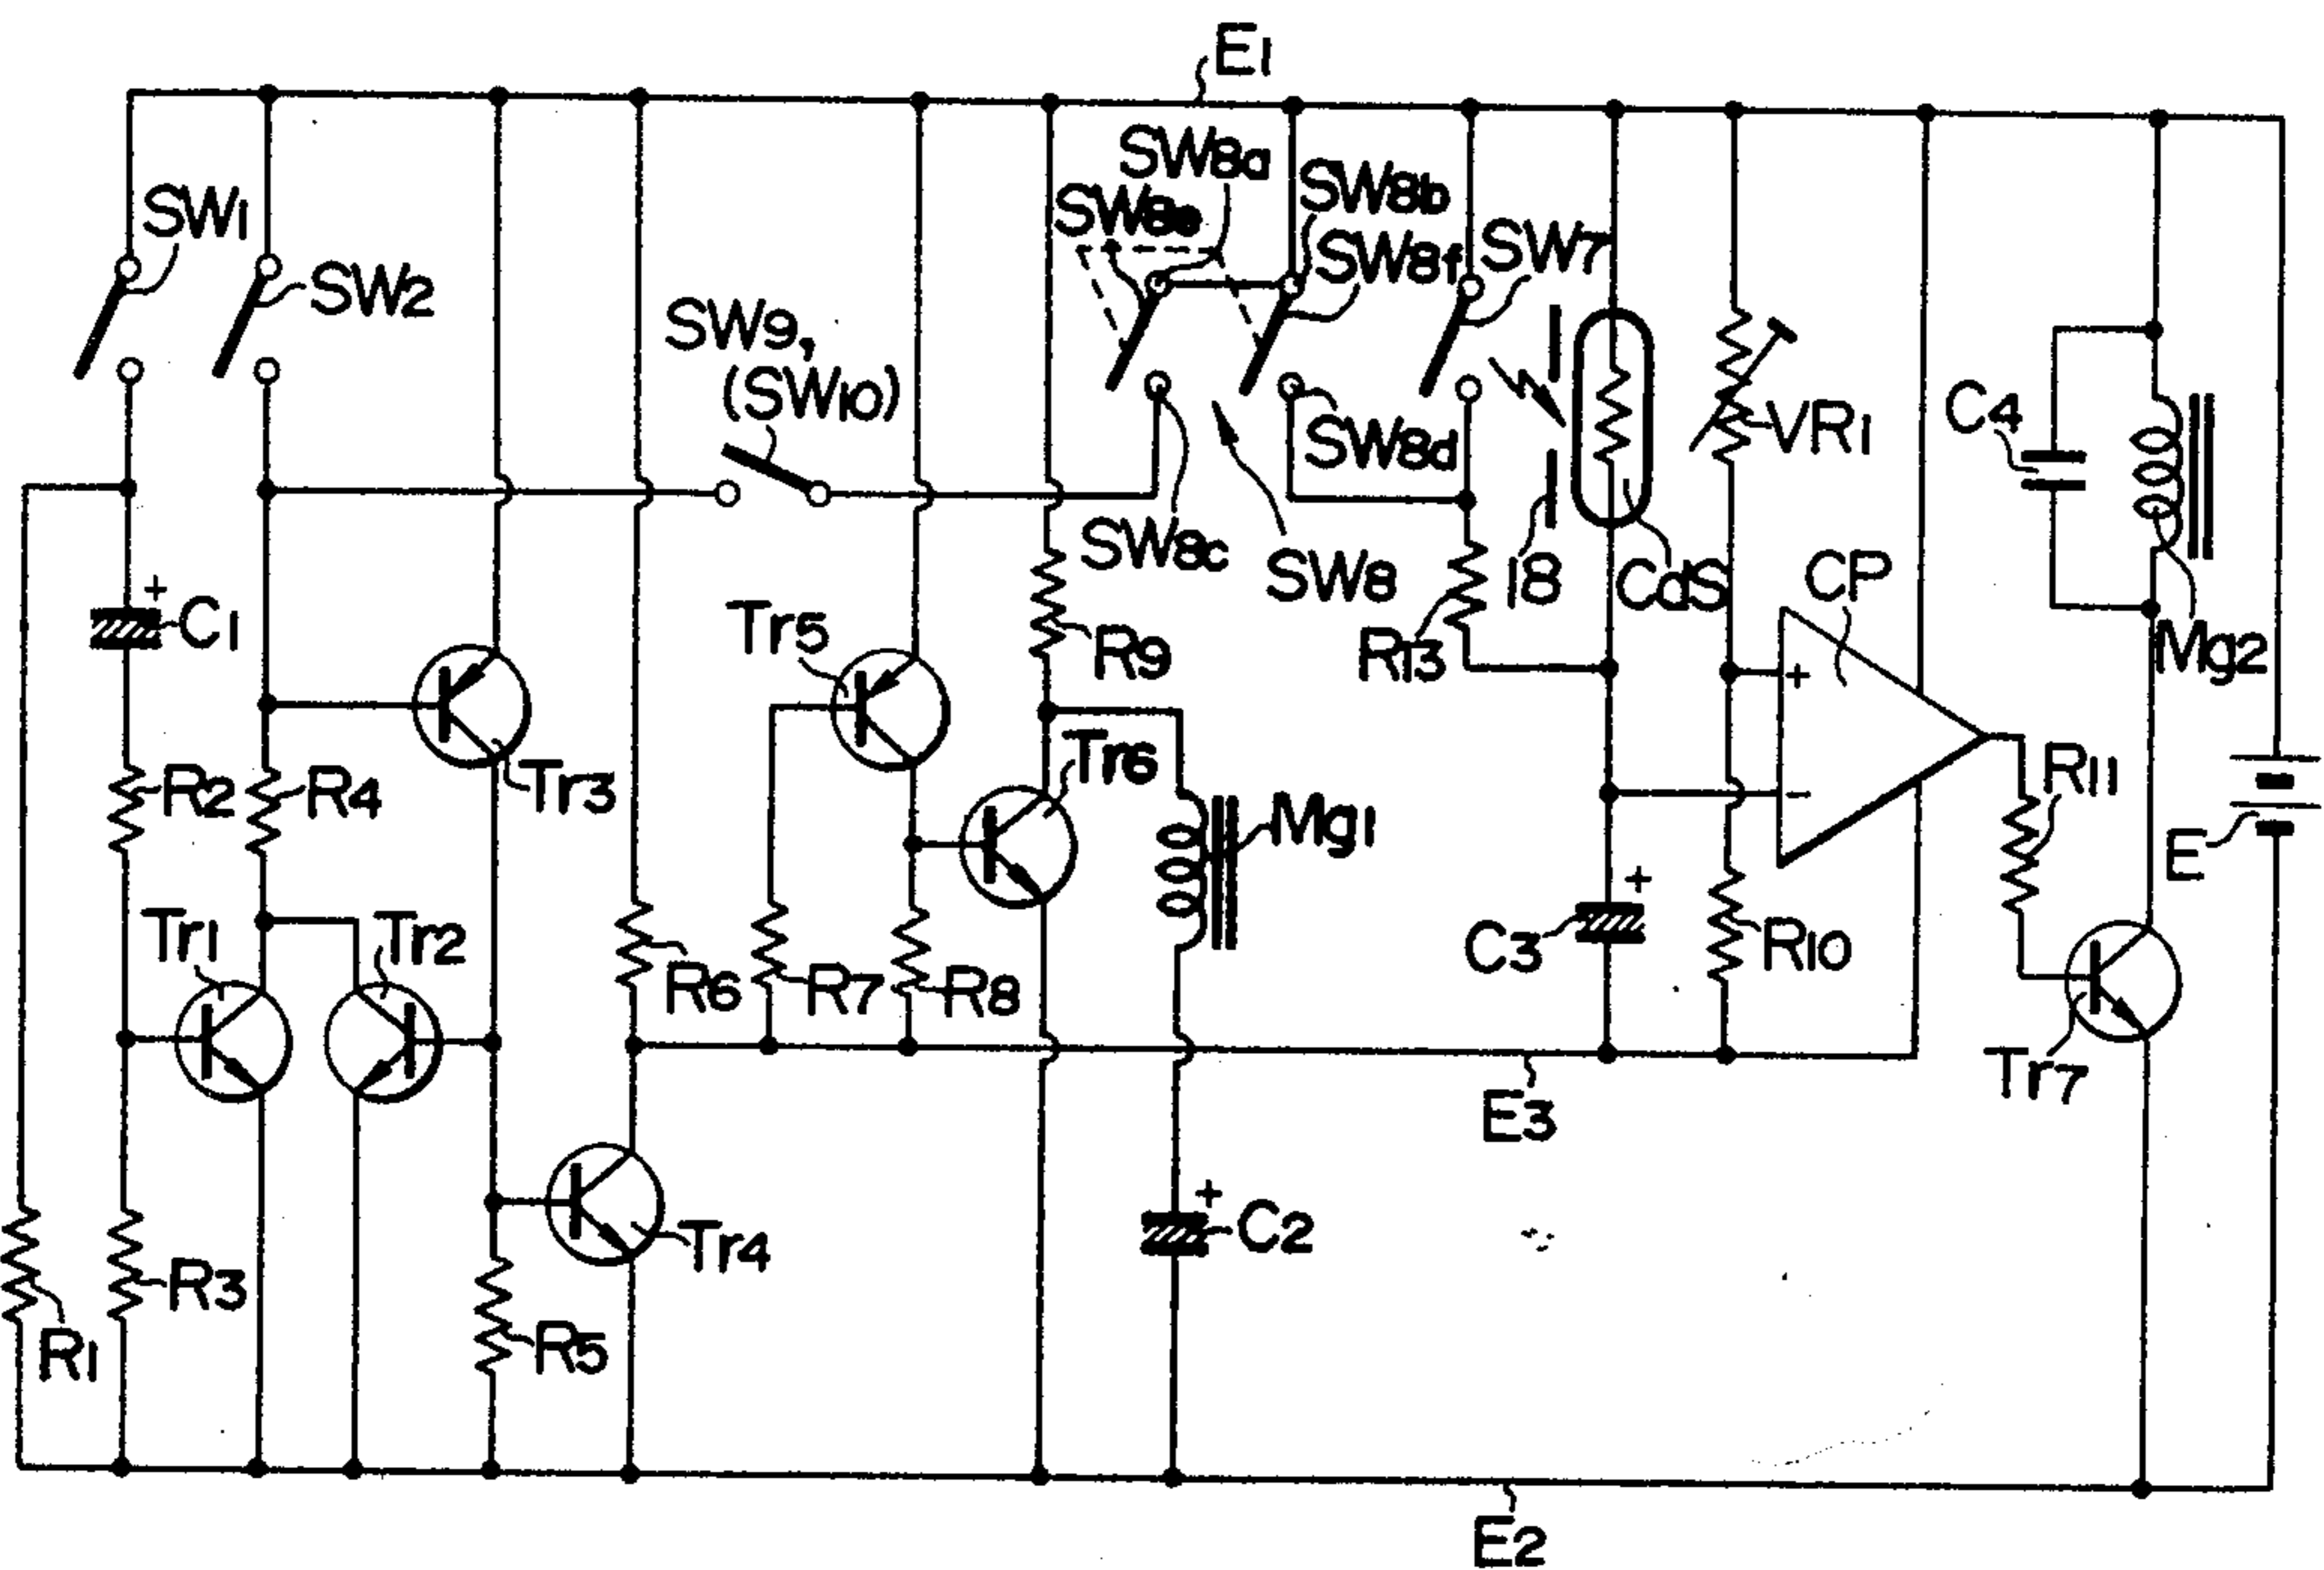 E1
SW8a
SW8e
SW8b
SW1
SW8f
SW7
SW2
SW9,
(SW10)
C4
VR1
SW8d
SW8c
SW8
18
CdS
CP
+
C1
Tr5
R9
R13
Mg2
+
R2
R4
Tr3
Tr6
Mg1
R11
−
E
+
Tr1
Tr2
R6
R7
R8
C3
R10
E3
Tr7
+
C2
Tr4
R3
R1
R5
E2